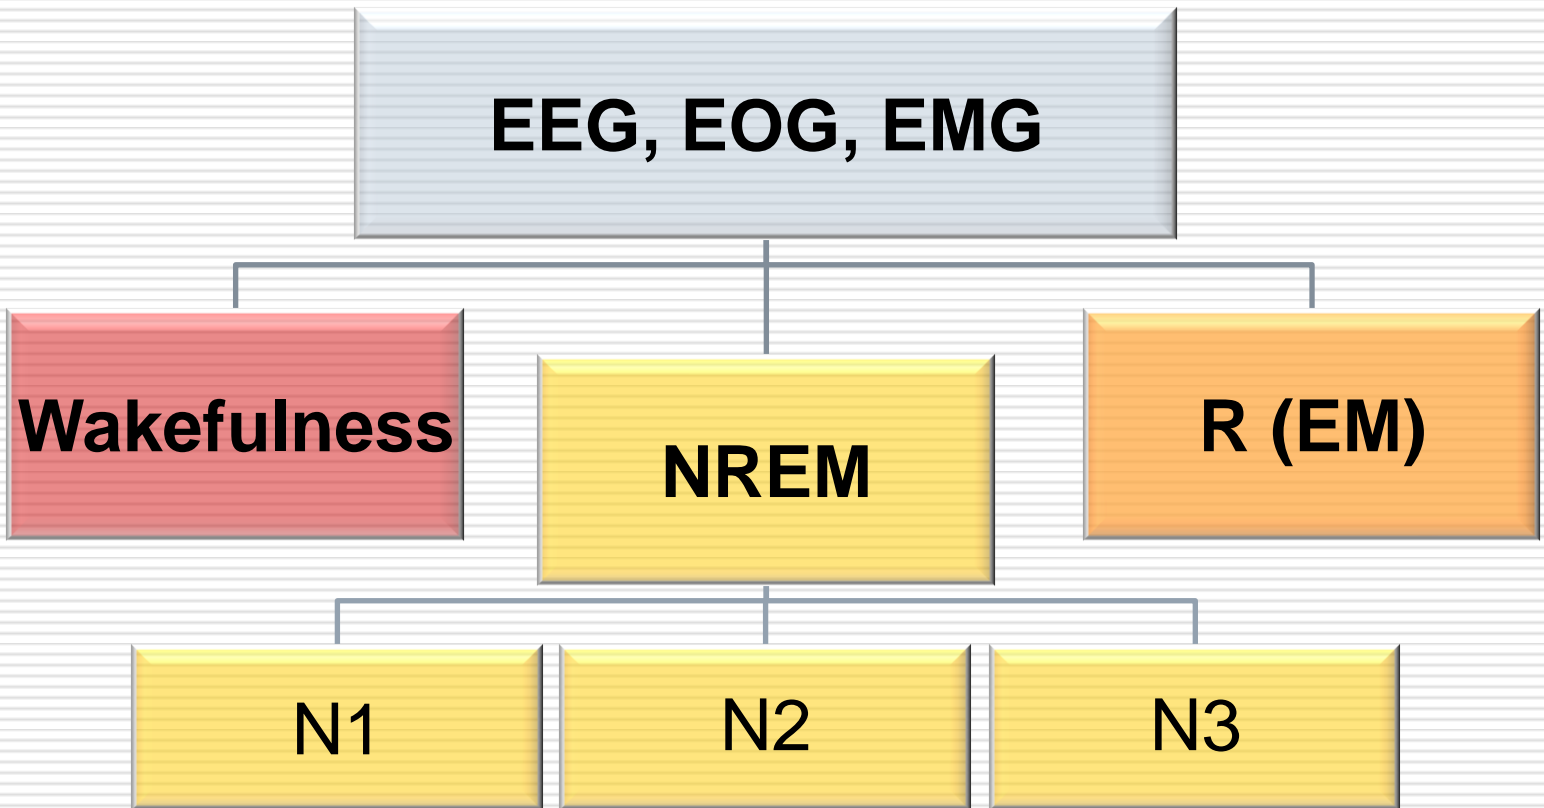 EEG, EOG, EMG
Wakefulness
NREM
R (EM)
N1
N2
N3